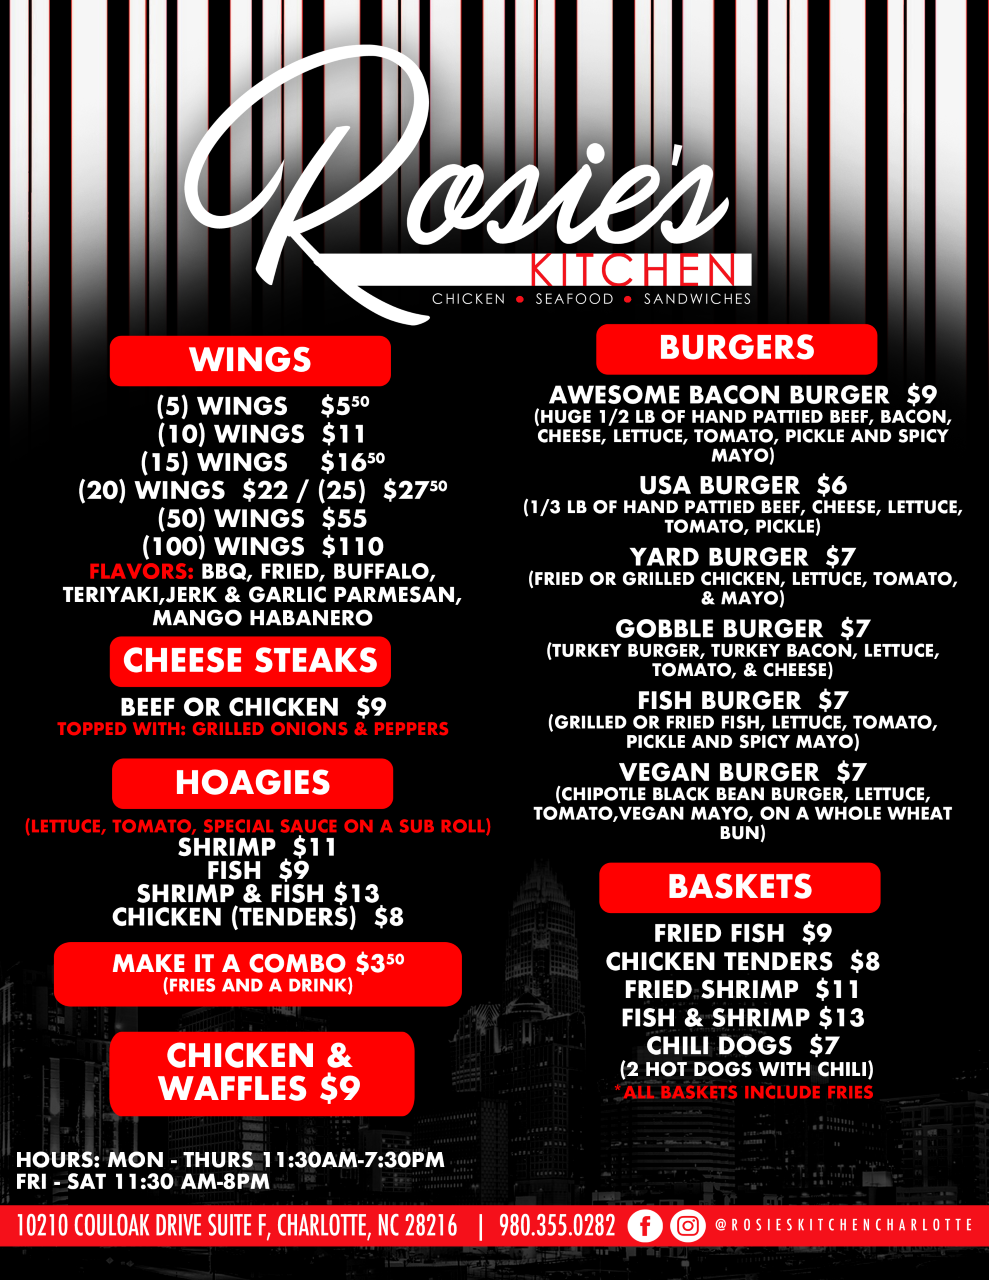 Rosie's
KITCHEN
CHICKEN • SEAFOOD • SANDWICHES
WINGS
(5) WINGS $5⁵⁰
(10) WINGS $11
(15) WINGS $16⁵⁰
(20) WINGS $22 / (25) $27⁵⁰
(50) WINGS $55
(100) WINGS $110
FLAVORS: BBQ, FRIED, BUFFALO,
TERIYAKI,JERK & GARLIC PARMESAN,
MANGO HABANERO
CHEESE STEAKS
BEEF OR CHICKEN $9
TOPPED WITH: GRILLED ONIONS & PEPPERS
HOAGIES
(LETTUCE, TOMATO, SPECIAL SAUCE ON A SUB ROLL)
SHRIMP $11
FISH $9
SHRIMP & FISH $13
CHICKEN (TENDERS) $8
MAKE IT A COMBO $3⁵⁰
(FRIES AND A DRINK)
CHICKEN &
WAFFLES $9
BURGERS
AWESOME BACON BURGER $9
(HUGE 1/2 LB OF HAND PATTIED BEEF, BACON,
CHEESE, LETTUCE, TOMATO, PICKLE AND SPICY
MAYO)
USA BURGER $6
(1/3 LB OF HAND PATTIED BEEF, CHEESE, LETTUCE,
TOMATO, PICKLE)
YARD BURGER $7
(FRIED OR GRILLED CHICKEN, LETTUCE, TOMATO,
& MAYO)
GOBBLE BURGER $7
(TURKEY BURGER, TURKEY BACON, LETTUCE,
TOMATO, & CHEESE)
FISH BURGER $7
(GRILLED OR FRIED FISH, LETTUCE, TOMATO,
PICKLE AND SPICY MAYO)
VEGAN BURGER $7
(CHIPOTLE BLACK BEAN BURGER, LETTUCE,
TOMATO,VEGAN MAYO, ON A WHOLE WHEAT
BUN)
BASKETS
FRIED FISH $9
CHICKEN TENDERS $8
FRIED SHRIMP $11
FISH & SHRIMP $13
CHILI DOGS $7
(2 HOT DOGS WITH CHILI)
*ALL BASKETS INCLUDE FRIES
HOURS: MON - THURS 11:30AM-7:30PM
FRI - SAT 11:30 AM-8PM
10210 COULOAK DRIVE SUITE F, CHARLOTTE, NC 28216 | 980.355.0282 @ROSIESKITCHENCHARLOTTE